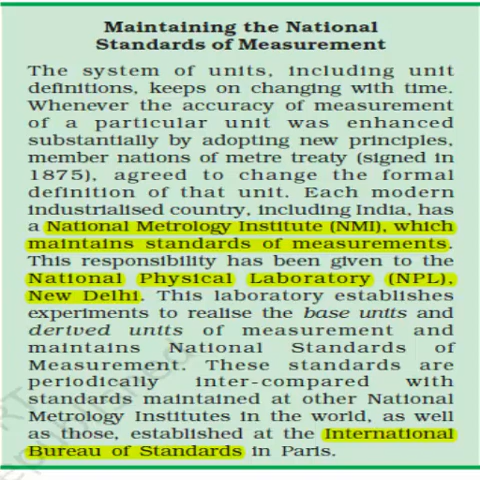 Maintaining the National
Standards of Measurement
The system of units, including unit
definitions, keeps on changing with time.
Whenever the accuracy of measurement
of a particular unit was enhanced
substantially by adopting new principles,
member nations of metre treaty (signed in
1875), agreed to change the formal
definition of that unit. Each modern
industrialised country, including India, has
a National Metrology Institute (NMI), which
maintains standards of measurements.
This responsibility has been given to the
National Physical Laboratory (NPL),
New Delhi. This laboratory establishes
experiments to realise the base units and
derived units of measurement and
maintains National Standards of
Measurement. These standards are
periodically inter-compared with
standards maintained at other National
Metrology Institutes in the world, as well
as those, established at the International
Bureau of Standards in Paris.